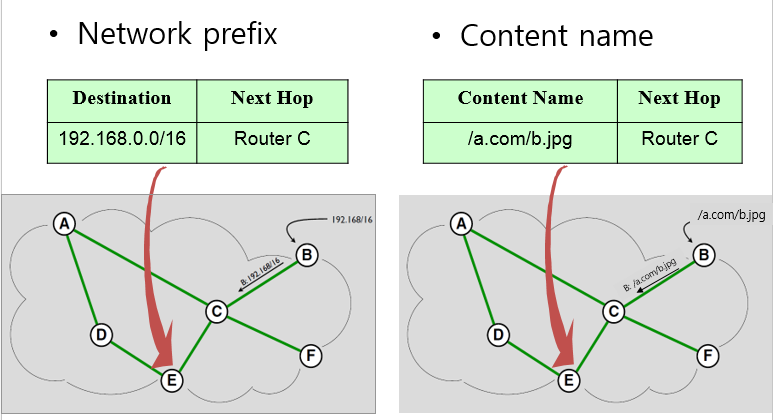 • Network prefix
Destination Next Hop
192.168.0.0/16 Router C
A
192.168/16
B
B:192.168/16
C
D
F
E
• Content name
Content Name Next Hop
/a.com/b.jpg Router C
A
/a.com/b.jpg
B
B: /a.com/b.jpg
C
D
F
E